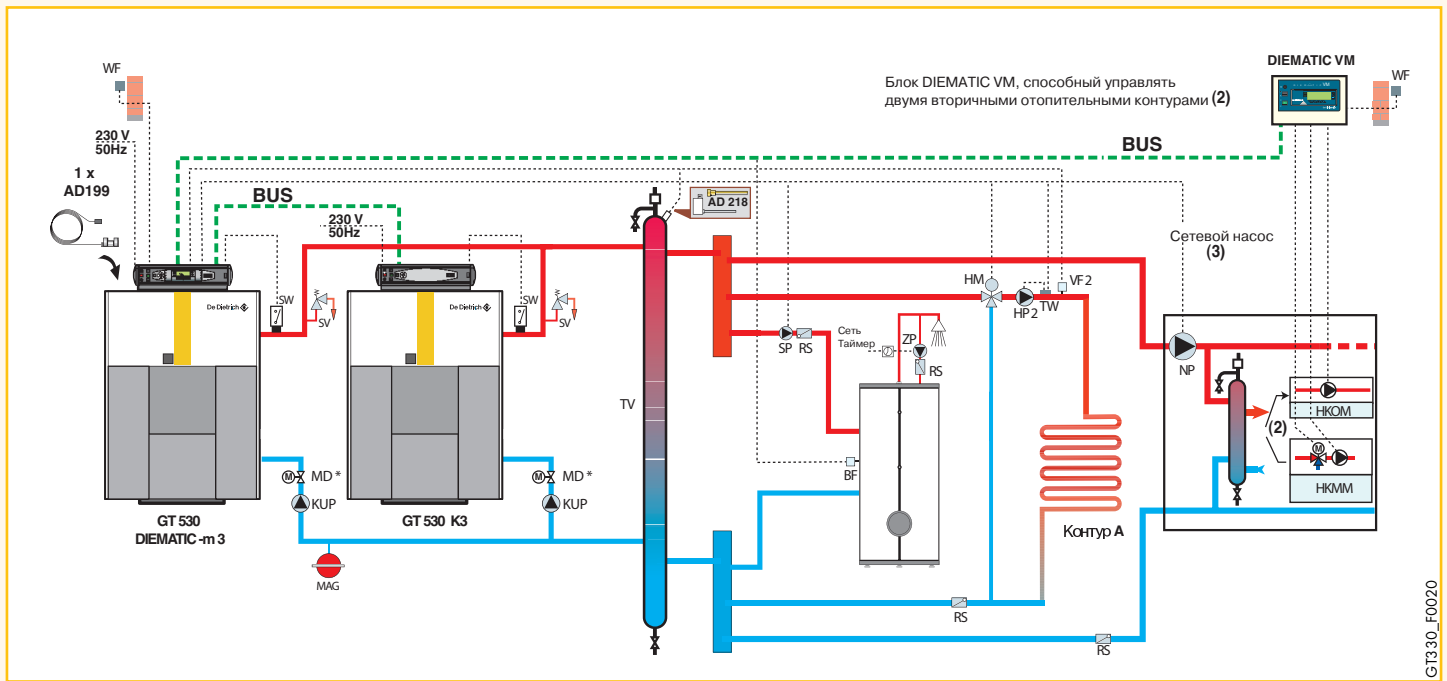 WF
230 V
50Hz
1 x
AD199
BUS
230 V
50Hz
De Dietrich
SW
SV
De Dietrich
SW
SV
MD *
KUP
MD *
KUP
GT 530
DIEMATIC -m 3
GT 530 K3
MAG
TV
AD 218
Блок DIEMATIC VM, способный управлять
двумя вторичными отопительными контурами (2)
DIEMATIC VM
WF
BUS
Сетевой насос
(3)
HM
HP 2
TW
VF 2
SP
RS
Сеть
Таймер
ZP
RS
BF
Контур A
RS
RS
NP
(2)
HKOM
M
HKMM
M
M
GT330_F0020